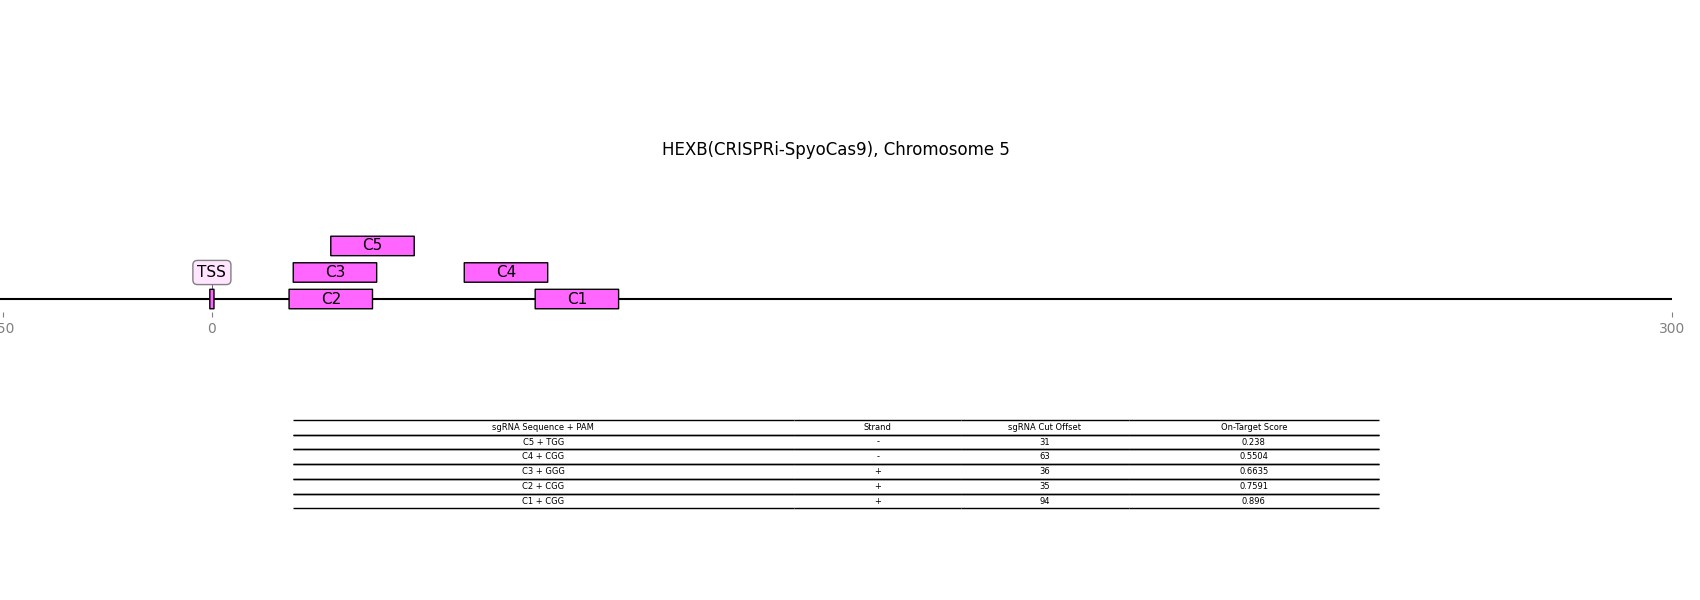 HEXB(CRISPRi-SpyoCas9), Chromosome 5
C5
TSS C3 C4
C2 C1
50 0 300
sgRNA Sequence + PAM Strand sgRNA Cut Offset On-Target Score
C5 + TGG - 31 0.238
C4 + CGG - 63 0.5504
C3 + GGG + 36 0.6635
C2 + CGG + 35 0.7591
C1 + CGG + 94 0.896